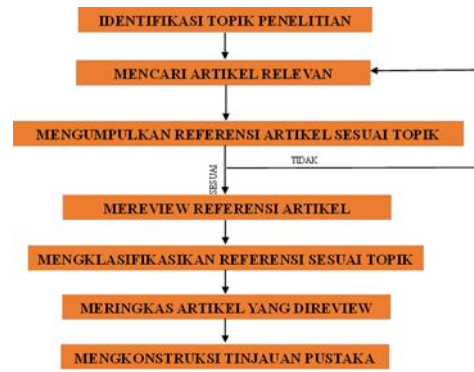 IDENTIFIKASI TOPIK PENELITIAN
MENCARI ARTIKEL RELEVAN
MENGUMPULKAN REFERENSI ARTIKEL SESUAI TOPIK
SESUAI
TIDAK
MEREVIEW REFERENSI ARTIKEL
MENGKLASIFIKASIKAN REFERENSI SESUAI TOPIK
MERINGKAS ARTIKEL YANG DIREVIEW
MENGKONSTRUKSI TINJAUAN PUSTAKA